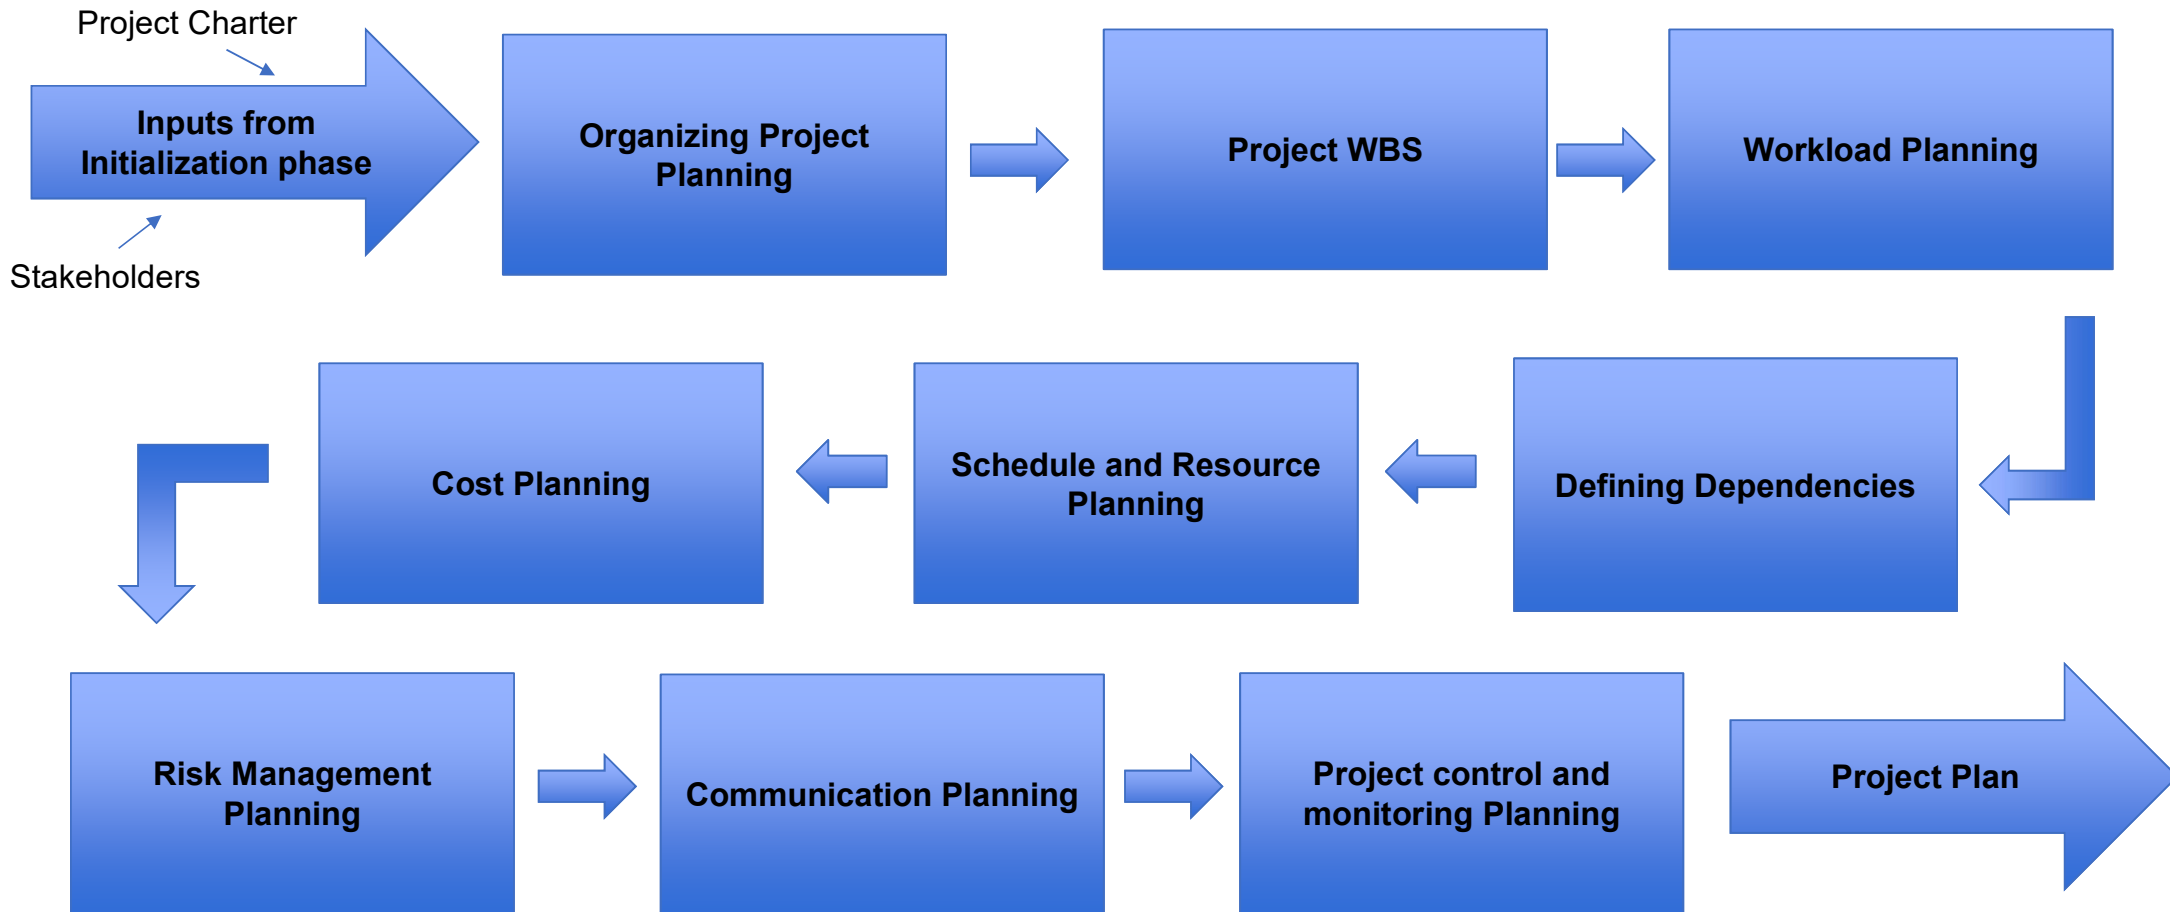 Project Charter
Inputs from
Initialization phase
Stakeholders
Organizing Project
Planning
Project WBS
Workload Planning
Defining Dependencies
Schedule and Resource
Planning
Cost Planning
Risk Management
Planning
Communication Planning
Project control and
monitoring Planning
Project Plan